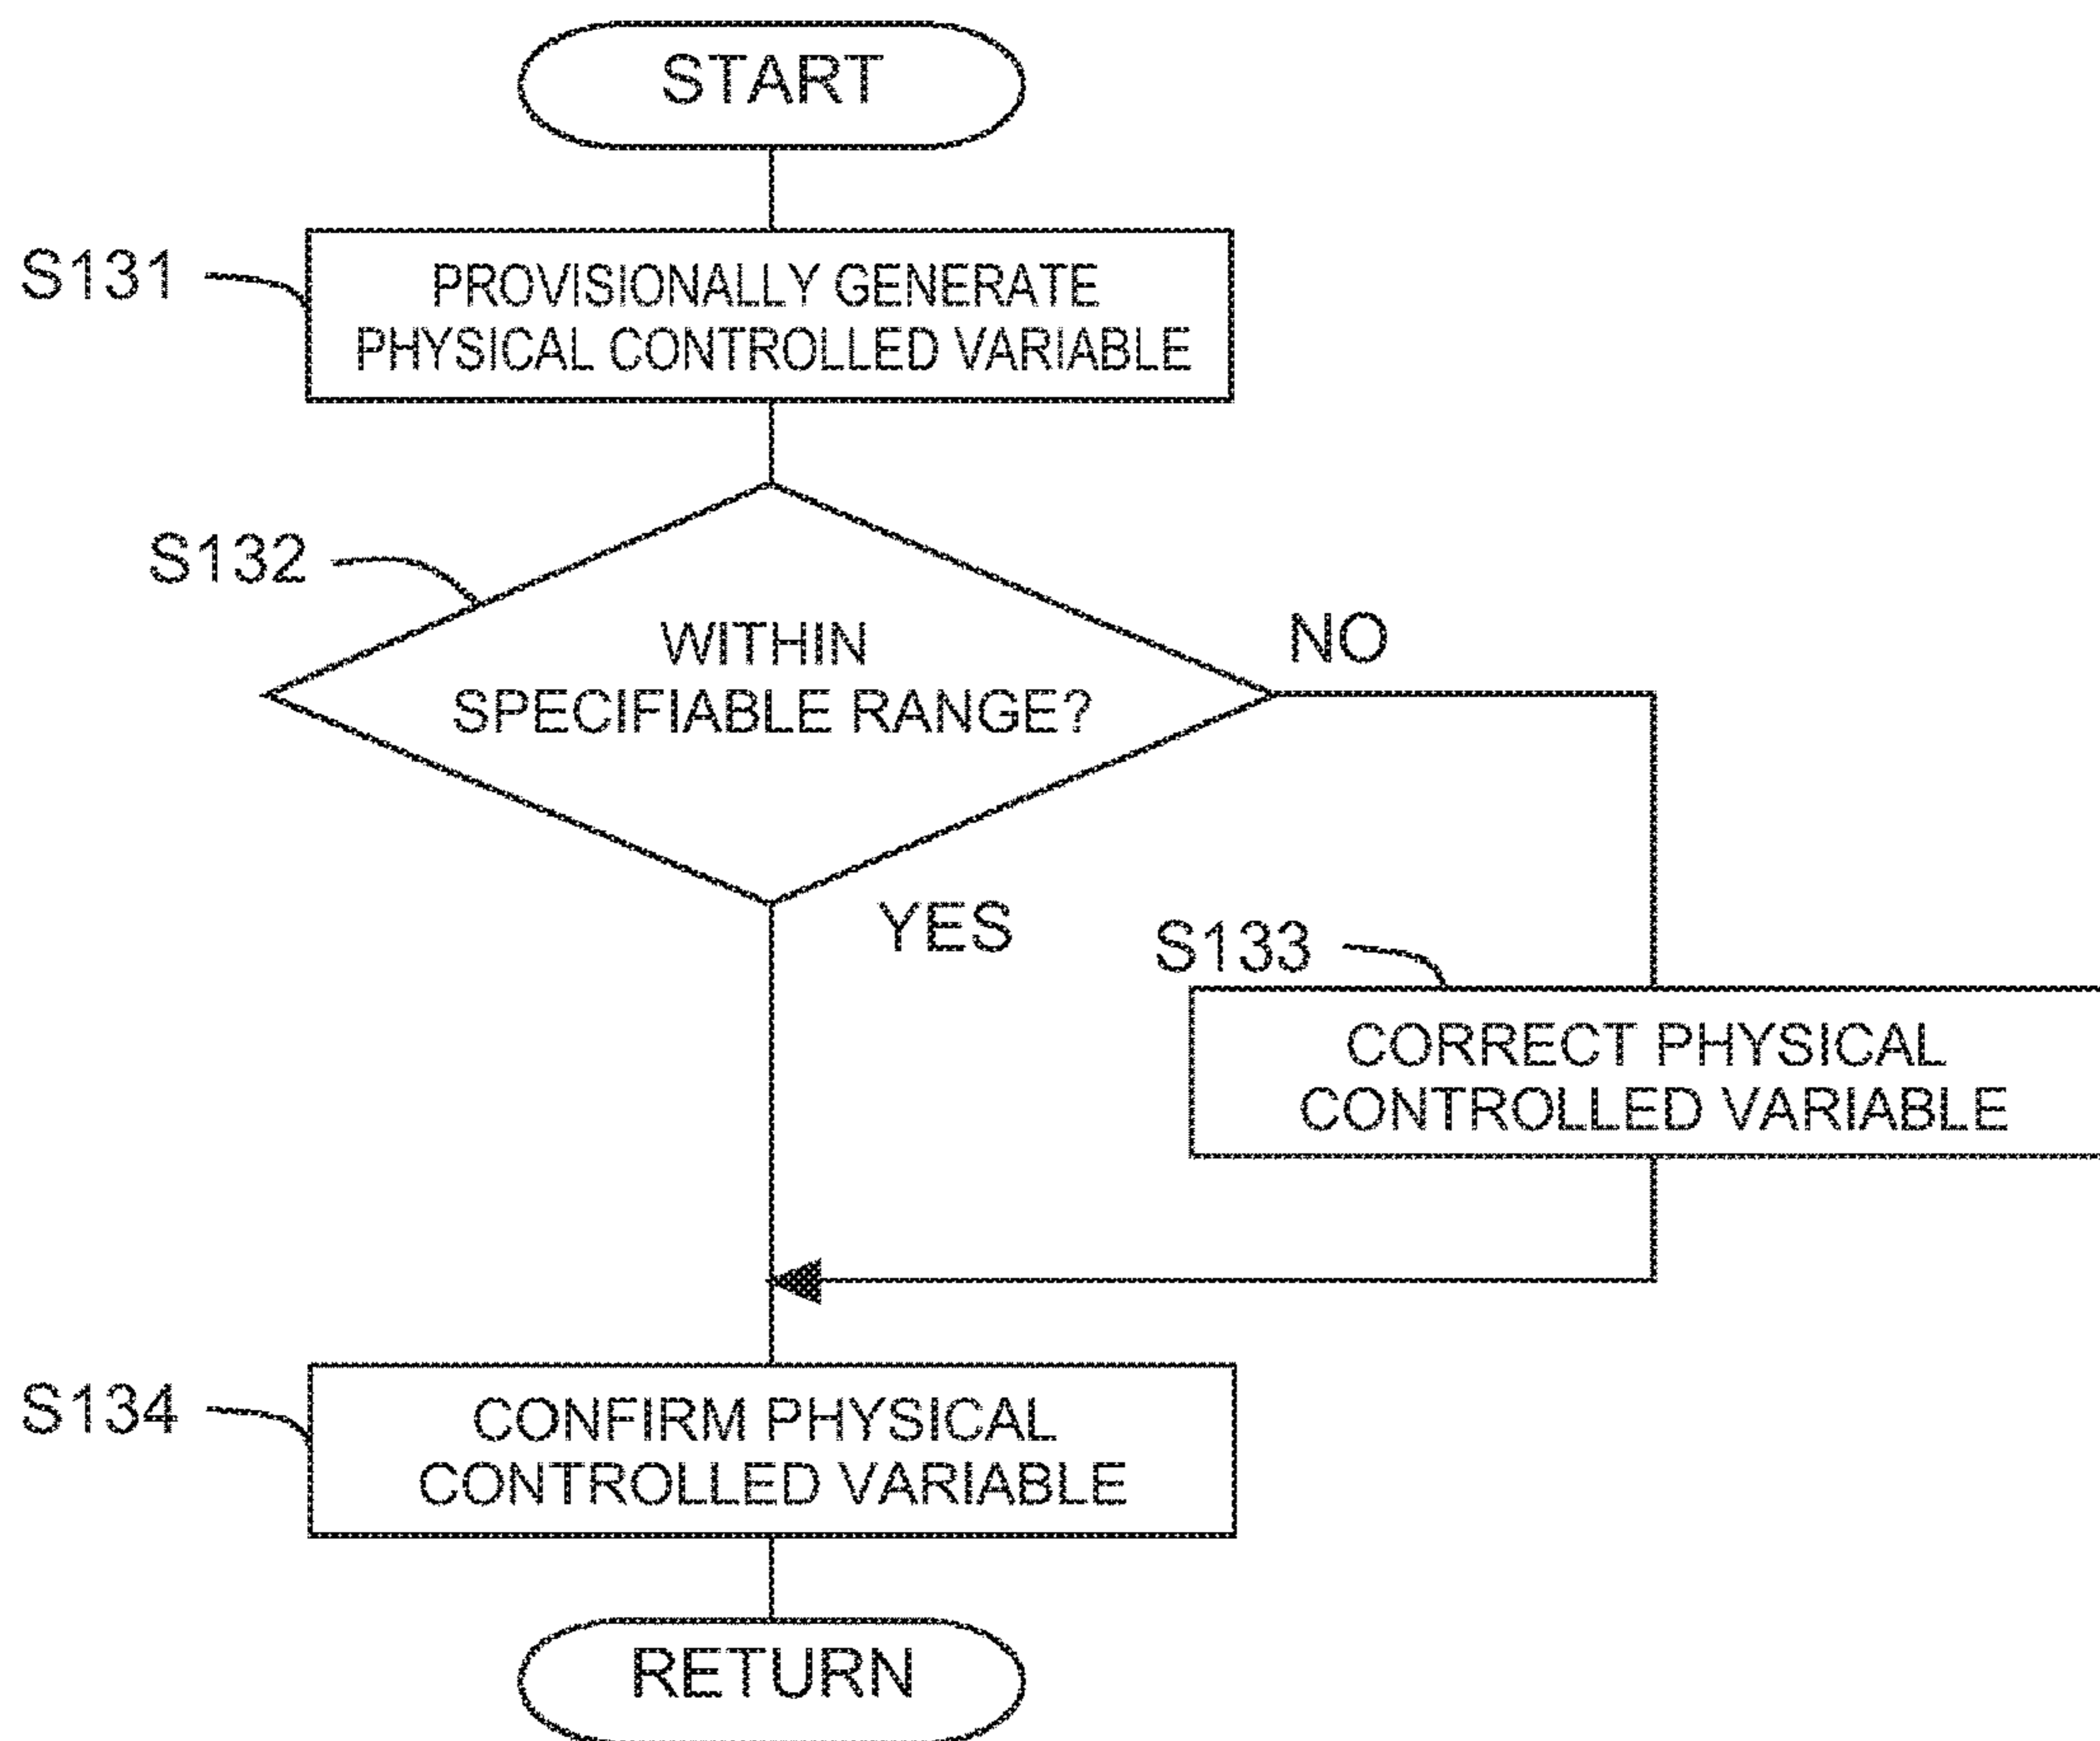 START
S131
PROVISIONALLY GENERATE
PHYSICAL CONTROLLED VARIABLE
S132
WITHIN
SPECIFIABLE RANGE?
NO
YES
S133
CORRECT PHYSICAL
CONTROLLED VARIABLE
S134
CONFIRM PHYSICAL
CONTROLLED VARIABLE
RETURN